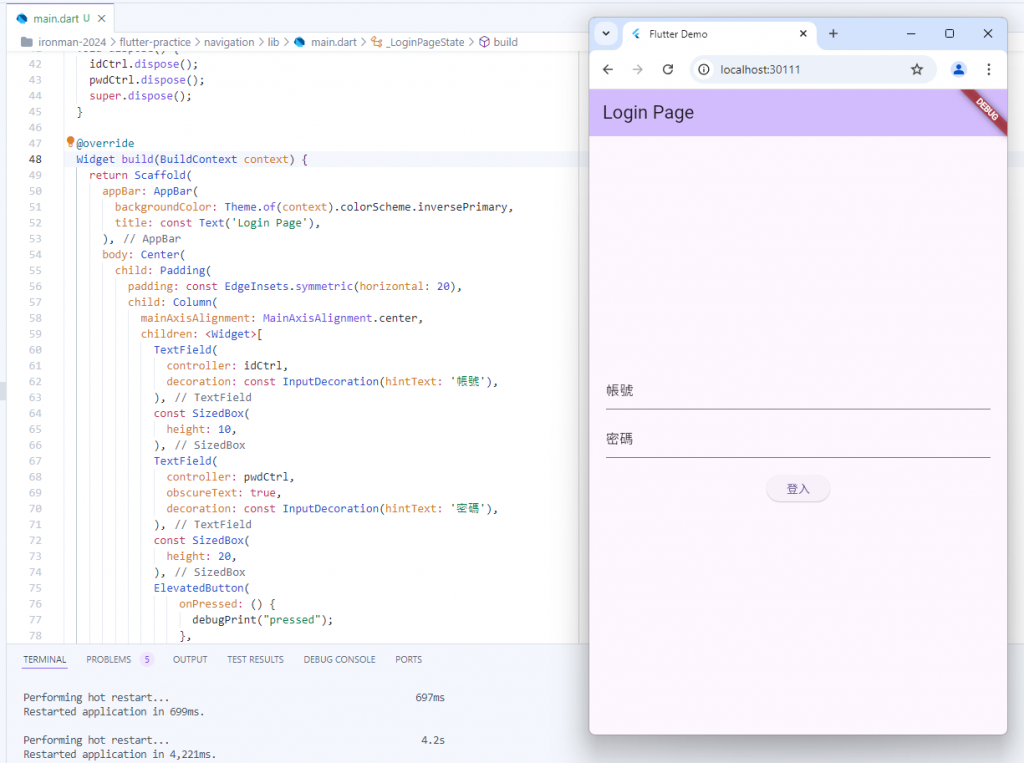 main.dart U
ironman-2024 > flutter-practice > navigation > lib > main.dart > _LoginPageState > build
42 idCtrl.dispose();
43 pwdCtrl.dispose();
44 super.dispose();
45 }
46
47 @override
48 Widget build(BuildContext context) {
49 return Scaffold(
50 appBar: AppBar(
51 backgroundColor: Theme.of(context).colorScheme.inversePrimary,
52 title: const Text('Login Page'),
53 ), // AppBar
54 body: Center(
55 child: Padding(
56 padding: const EdgeInsets.symmetric(horizontal: 20),
57 child: Column(
58 mainAxisAlignment: MainAxisAlignment.center,
59 children: <Widget>[
60 TextField(
61 controller: idCtrl,
62 decoration: const InputDecoration(hintText: '帳號'),
63 ), // TextField
64 const SizedBox(
65 height: 10,
66 ), // SizedBox
67 TextField(
68 controller: pwdCtrl,
69 obscureText: true,
70 decoration: const InputDecoration(hintText: '密碼'),
71 ), // TextField
72 const SizedBox(
73 height: 20,
74 ), // SizedBox
75 ElevatedButton(
76 onPressed: () {
77 debugPrint("pressed");
78 },
TERMINAL PROBLEMS 5 OUTPUT TEST RESULTS DEBUG CONSOLE PORTS
Performing hot restart... 697ms
Restarted application in 699ms.
Performing hot restart... 4.2s
Restarted application in 4,221ms.
Flutter Demo
localhost:30111
Login Page
DEBUG
帳號
密碼
登入